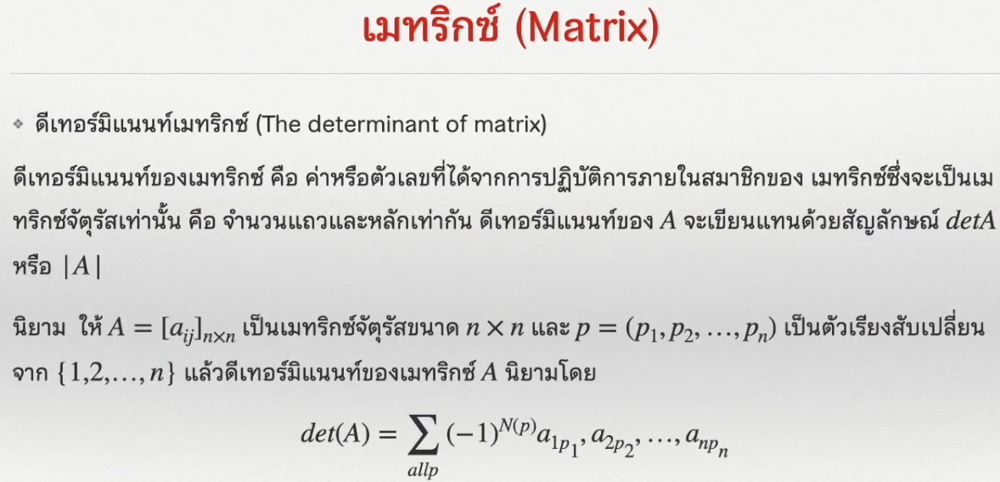 เมทริกซ์ (Matrix)
❖ ดีเทอร์มิแนนท์เมทริกซ์ (The determinant of matrix)
ดีเทอร์มิแนนท์ของเมทริกซ์ คือ ค่าหรือตัวเลขที่ได้จากการปฏิบัติการภายในสมาชิกของ เมทริกซ์ซึ่งจะเป็นเม
ทริกซ์จัตุรัสเท่านั้น คือ จำนวนแถวและหลักเท่ากัน ดีเทอร์มิแนนท์ของ A จะเขียนแทนด้วยสัญลักษณ์ detA
หรือ |A|
นิยาม ให้ A = [a_{ij}]_{n×n} เป็นเมทริกซ์จัตุรัสขนาด n × n และ p = (p_1, p_2, …, p_n) เป็นตัวเรียงสับเปลี่ยน
จาก {1,2,…, n} แล้วดีเทอร์มิแนนท์ของเมทริกซ์ A นิยามโดย
det(A) = ∑_{allp} (−1)^{N(p)} a_{1p_1}, a_{2p_2}, …, a_{np_n}